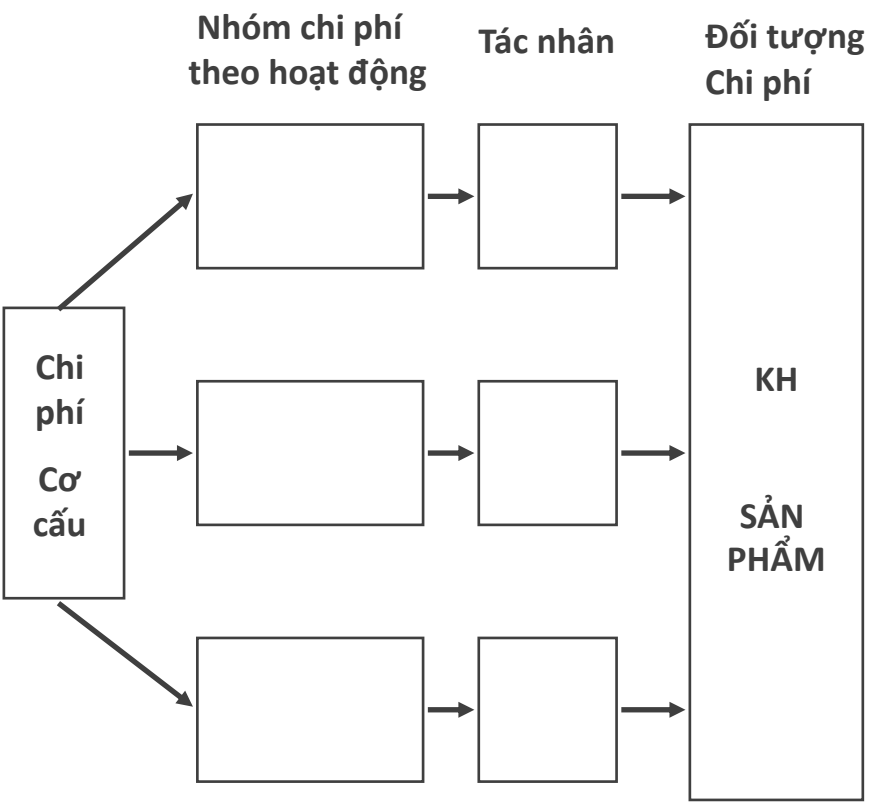 Nhóm chi phí
theo hoạt động
Tác nhân
Đối tượng
Chi phí
Chi
phí
Cơ
cấu
KH
SẢN
PHẨM